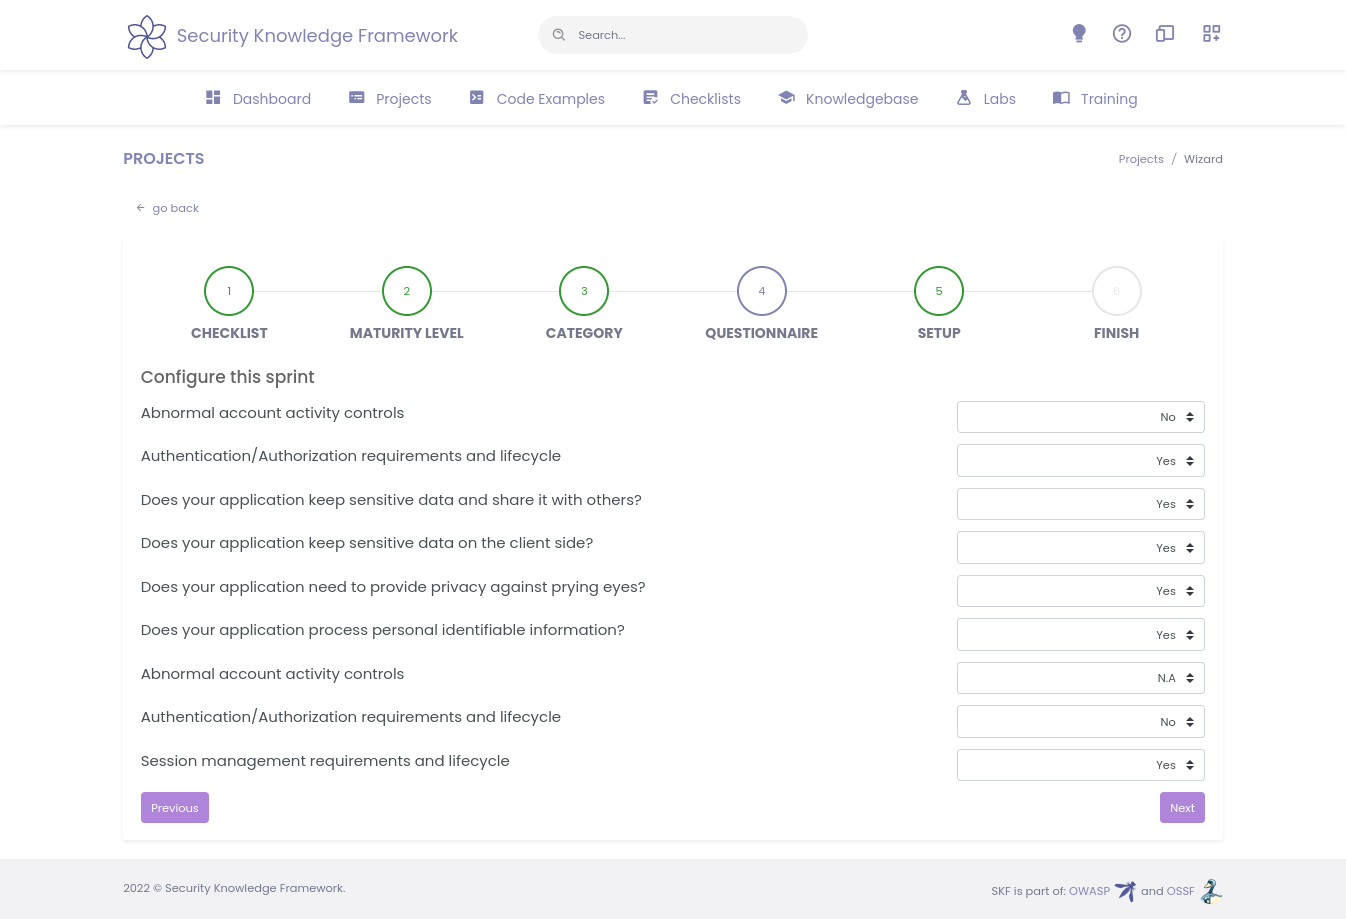 Security Knowledge Framework
Search...
Dashboard Projects Code Examples Checklists Knowledgebase Labs Training
PROJECTS
Projects / Wizard
← go back
1 2 3 4 5 6
CHECKLIST MATURITY LEVEL CATEGORY QUESTIONNAIRE SETUP FINISH
Configure this sprint
Abnormal account activity controls No
Authentication/Authorization requirements and lifecycle Yes
Does your application keep sensitive data and share it with others? Yes
Does your application keep sensitive data on the client side? Yes
Does your application need to provide privacy against prying eyes? Yes
Does your application process personal identifiable information? Yes
Abnormal account activity controls N.A
Authentication/Authorization requirements and lifecycle No
Session management requirements and lifecycle Yes
Previous Next
2022 © Security Knowledge Framework.
SKF is part of: OWASP and OSSF